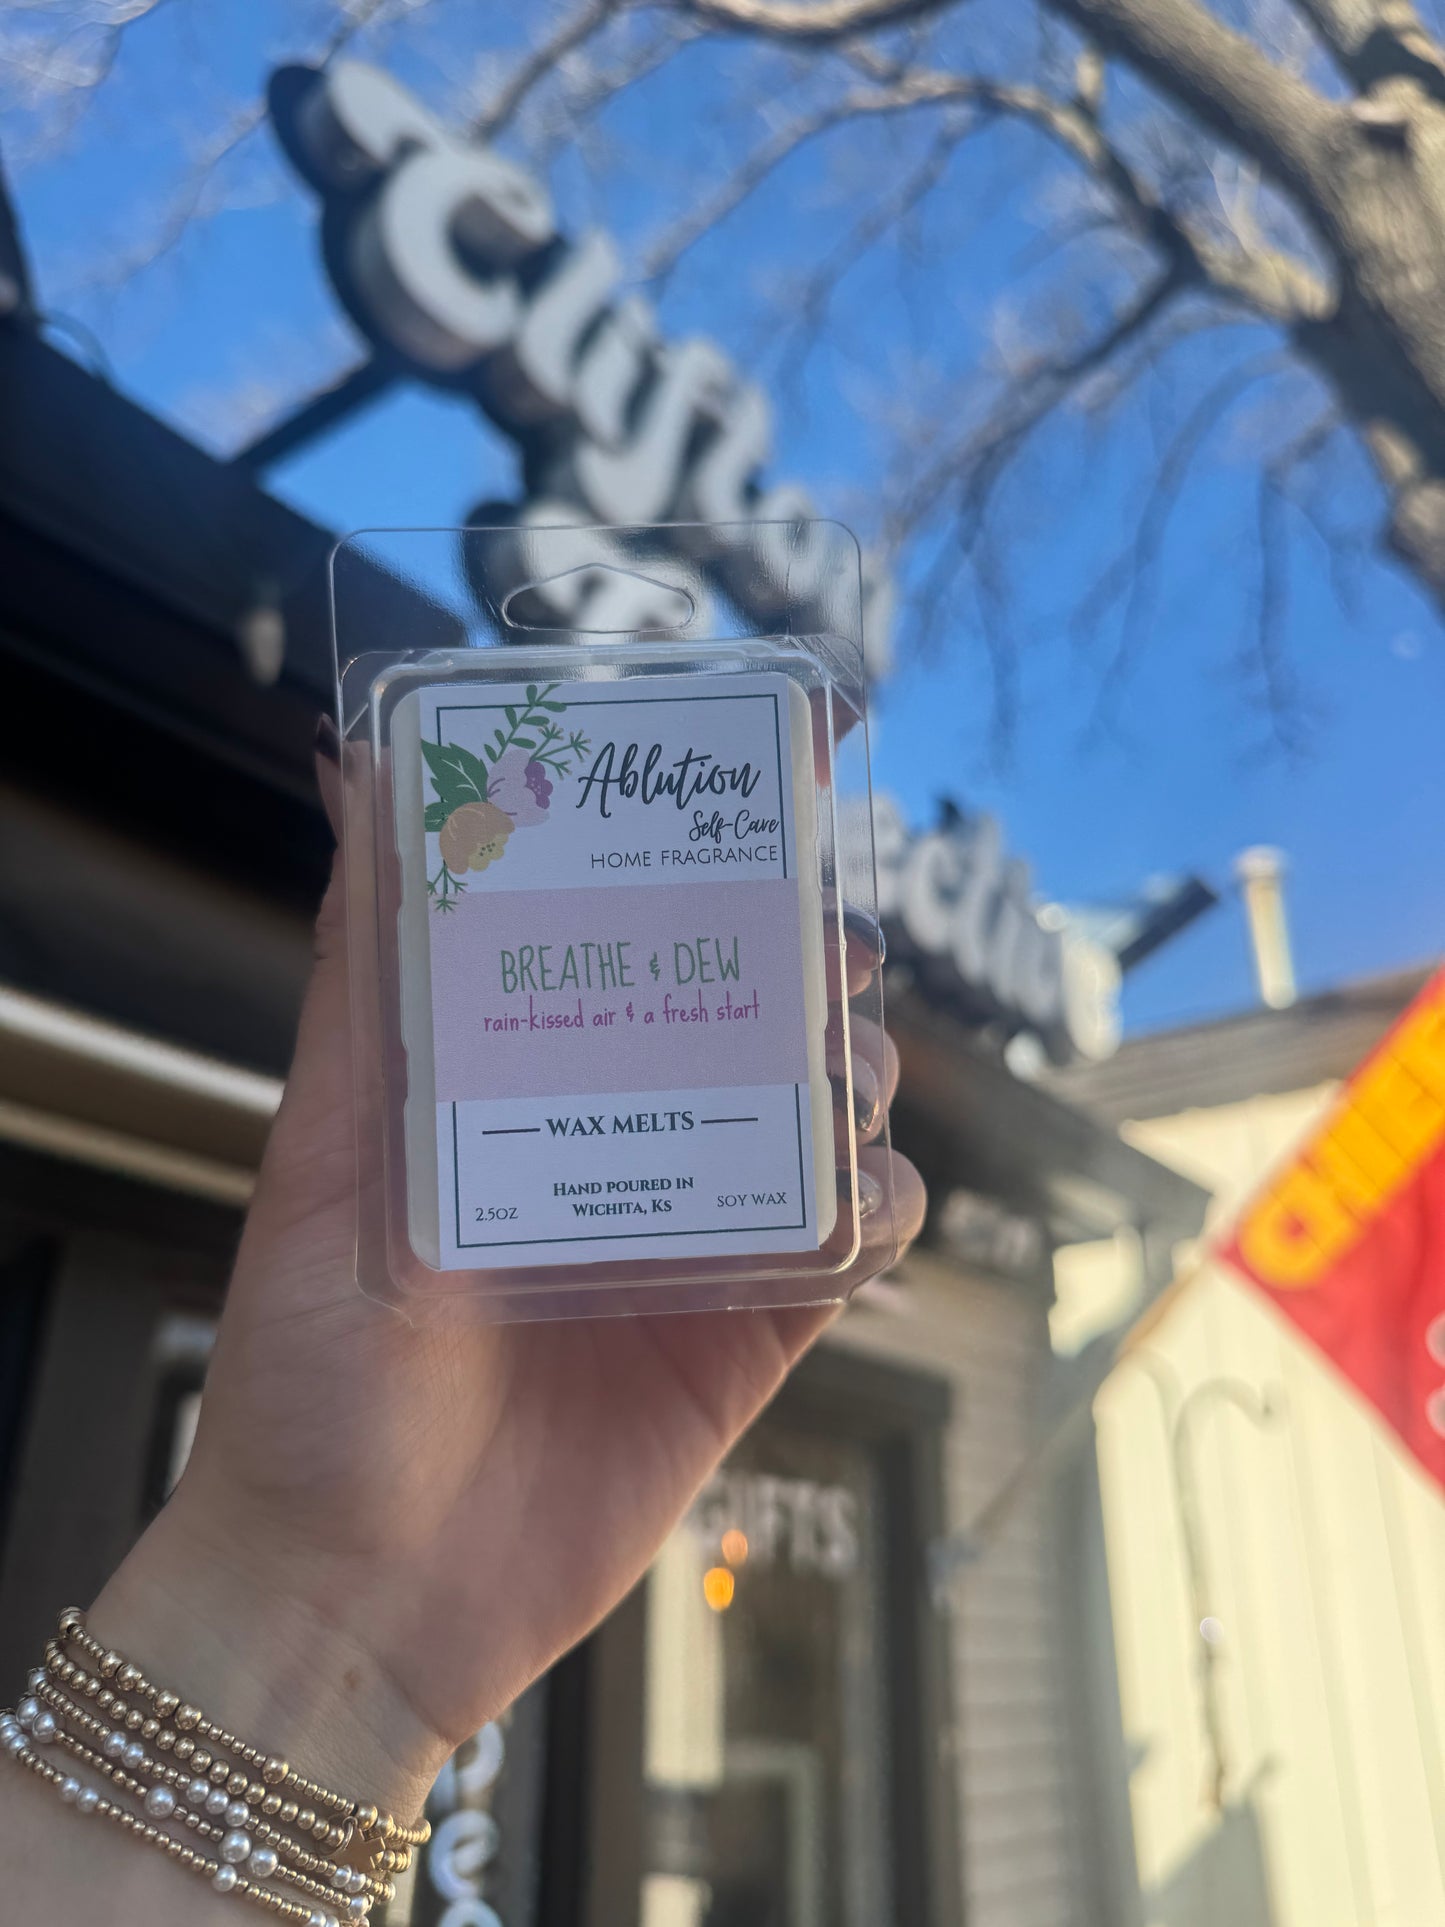 Ablution
Self-Care
HOME FRAGRANCE
BREATHE & DEW
rain-kissed air & a fresh start
WAX MELTS
HAND POURED IN
WICHITA, KS
2.5OZ
SOY WAX
GIFTS